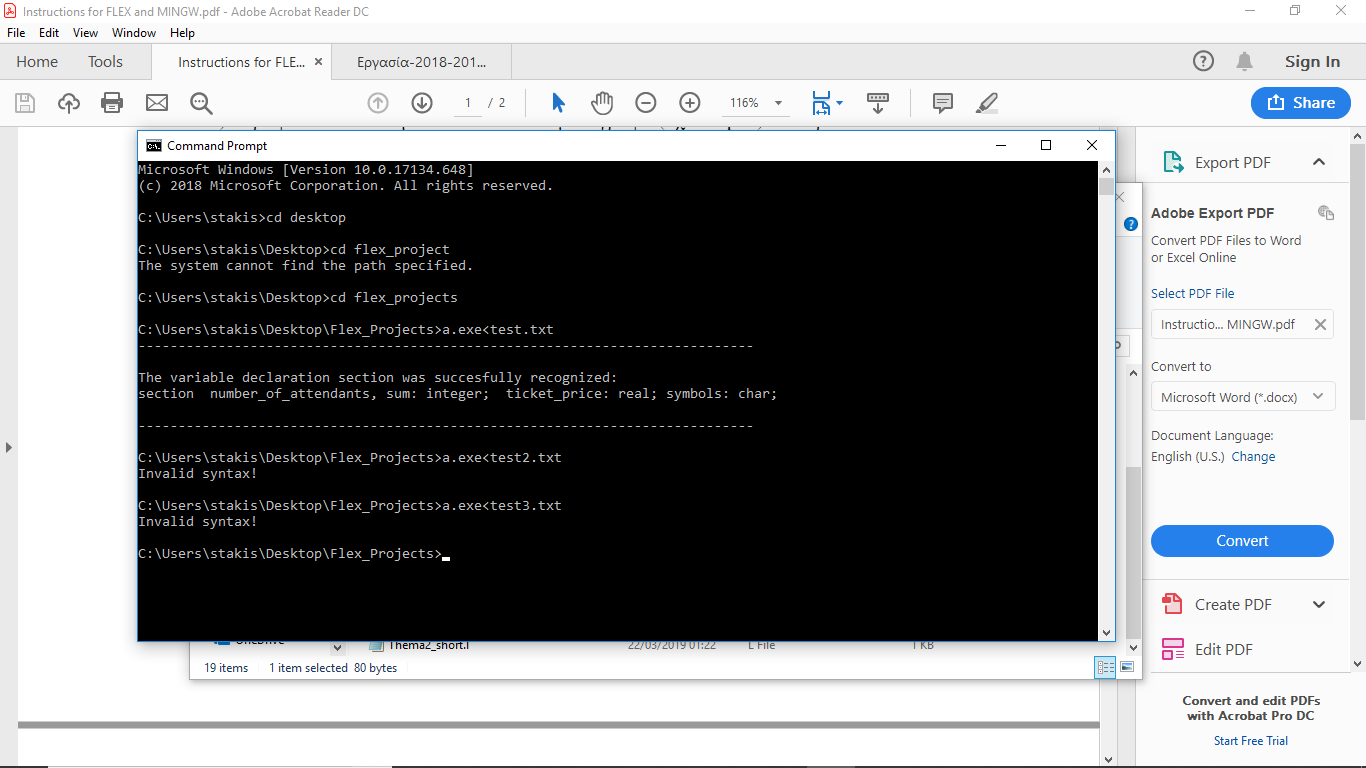 Instructions for FLEX and MINGW.pdf - Adobe Acrobat Reader DC
File Edit View Window Help
Home Tools Instructions for FLE... × Εργασία-2018-201... Sign In
1 / 2 116% Share
Command Prompt
Microsoft Windows [Version 10.0.17134.648]
(c) 2018 Microsoft Corporation. All rights reserved.
C:\Users\stakis>cd desktop
C:\Users\stakis\Desktop>cd flex_project
The system cannot find the path specified.
C:\Users\stakis\Desktop>cd flex_projects
C:\Users\stakis\Desktop\Flex_Projects>a.exe<test.txt
-----------------------------------------------------------------------------
The variable declaration section was succesfully recognized:
section  number_of_attendants, sum: integer;  ticket_price: real; symbols: char;
-----------------------------------------------------------------------------
C:\Users\stakis\Desktop\Flex_Projects>a.exe<test2.txt
Invalid syntax!
C:\Users\stakis\Desktop\Flex_Projects>a.exe<test3.txt
Invalid syntax!
C:\Users\stakis\Desktop\Flex_Projects>
OneDrive Thema2_short.l 22/03/2019 01:22 L File 1 KB
19 items 1 item selected 80 bytes
Export PDF
Adobe Export PDF
Convert PDF Files to Word
or Excel Online
Select PDF File
Instructio... MINGW.pdf
Convert to
Microsoft Word (*.docx)
Document Language:
English (U.S.) Change
Convert
Create PDF
Edit PDF
Convert and edit PDFs
with Acrobat Pro DC
Start Free Trial